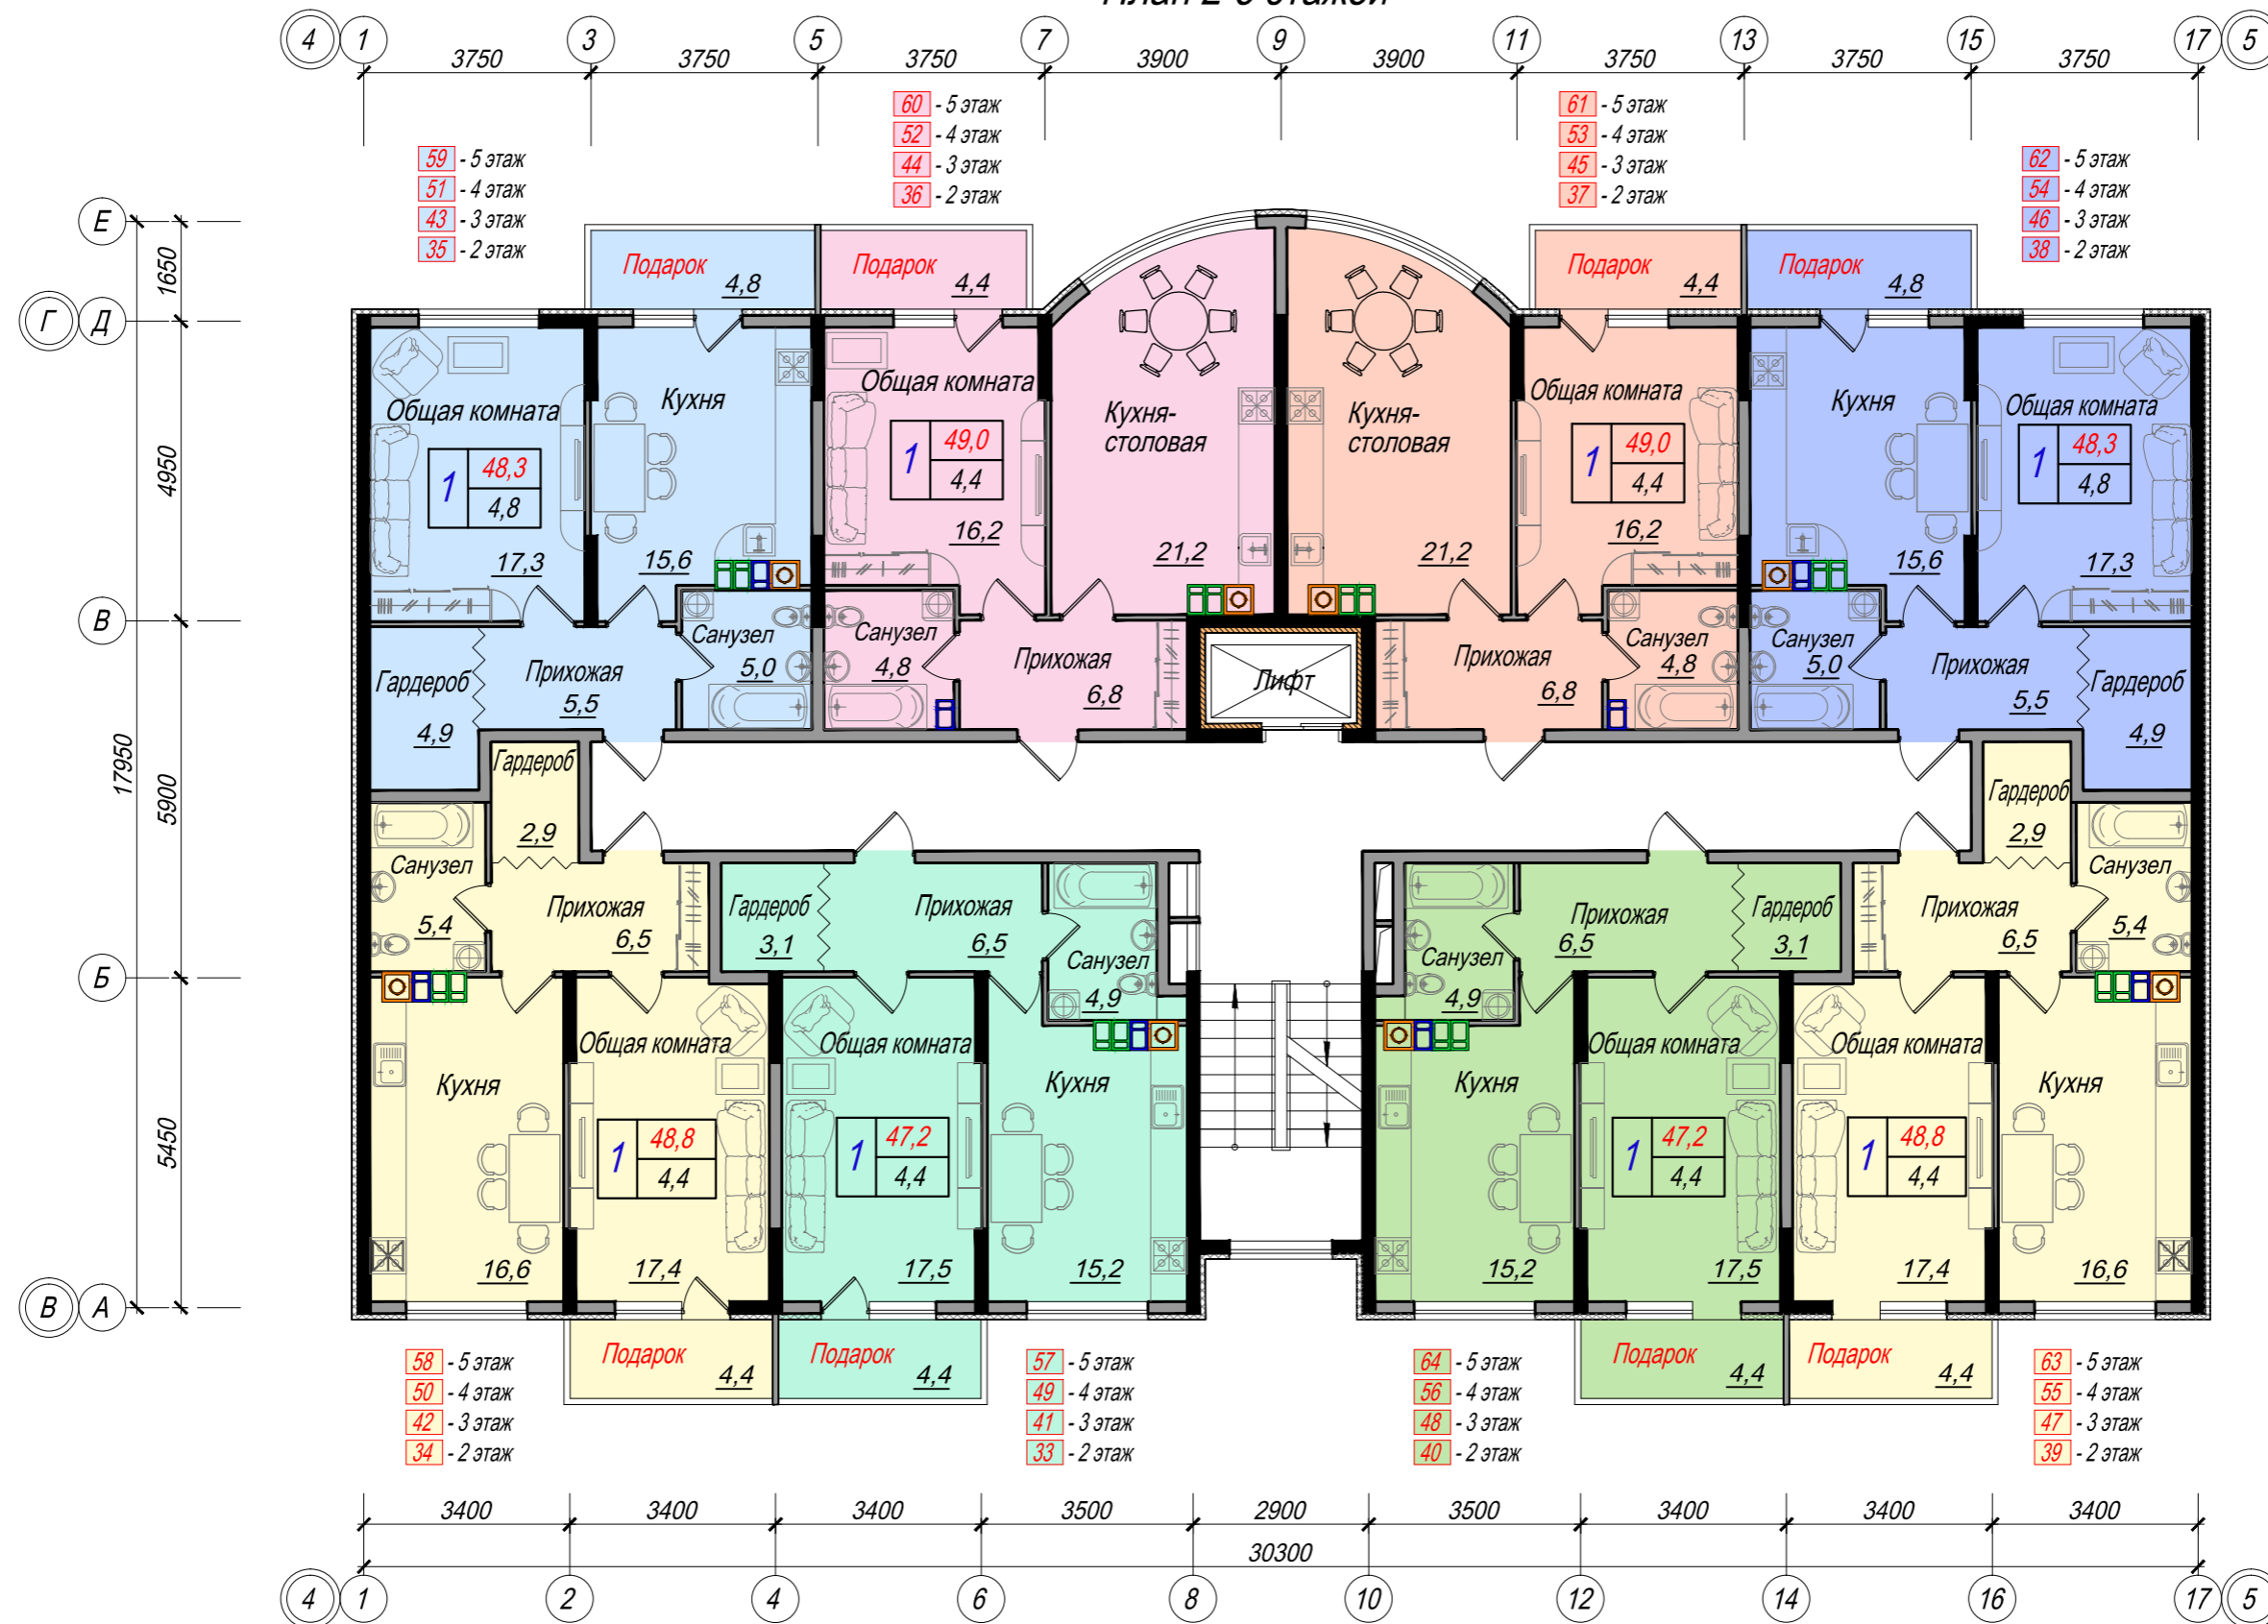 План 2-5 этажей
4 1 3 5 7 9 11 13 15 17 5
3750 3750 3750 3900 3900 3750 3750 3750
60 - 5 этаж
52 - 4 этаж
44 - 3 этаж
36 - 2 этаж
61 - 5 этаж
53 - 4 этаж
45 - 3 этаж
37 - 2 этаж
59 - 5 этаж
51 - 4 этаж
43 - 3 этаж
35 - 2 этаж
62 - 5 этаж
54 - 4 этаж
46 - 3 этаж
38 - 2 этаж
Е
Г Д
В
Б
В А
1650
4950
5900
5450
17950
Подарок
4,8
Подарок
4,4
Подарок
4,4
Подарок
4,8
Общая комната
1 48,3
4,8
17,3
Кухня
15,6
Общая комната
1 49,0
4,4
16,2
Кухня-
столовая
21,2
Кухня-
столовая
21,2
Общая комната
1 49,0
4,4
16,2
Кухня
15,6
Общая комната
1 48,3
4,8
17,3
Гардероб
4,9
Прихожая
5,5
Санузел
5,0
Санузел
4,8
Прихожая
6,8
Лифт
Прихожая
6,8
Санузел
4,8
Санузел
5,0
Прихожая
5,5
Гардероб
4,9
Гардероб
2,9
Санузел
5,4
Прихожая
6,5
Гардероб
3,1
Прихожая
6,5
Санузел
4,9
Санузел
4,9
Прихожая
6,5
Гардероб
3,1
Прихожая
6,5
Гардероб
2,9
Санузел
5,4
Кухня
16,6
Общая комната
1 48,8
4,4
17,4
Общая комната
1 47,2
4,4
17,5
Кухня
15,2
Кухня
15,2
Общая комната
1 47,2
4,4
17,5
Общая комната
1 48,8
4,4
17,4
Кухня
16,6
Подарок
4,4
Подарок
4,4
Подарок
4,4
Подарок
4,4
58 - 5 этаж
50 - 4 этаж
42 - 3 этаж
34 - 2 этаж
57 - 5 этаж
49 - 4 этаж
41 - 3 этаж
33 - 2 этаж
64 - 5 этаж
56 - 4 этаж
48 - 3 этаж
40 - 2 этаж
63 - 5 этаж
55 - 4 этаж
47 - 3 этаж
39 - 2 этаж
3400 3400 3400 3500 2900 3500 3400 3400 3400
30300
4 1 2 4 6 8 10 12 14 16 17 5